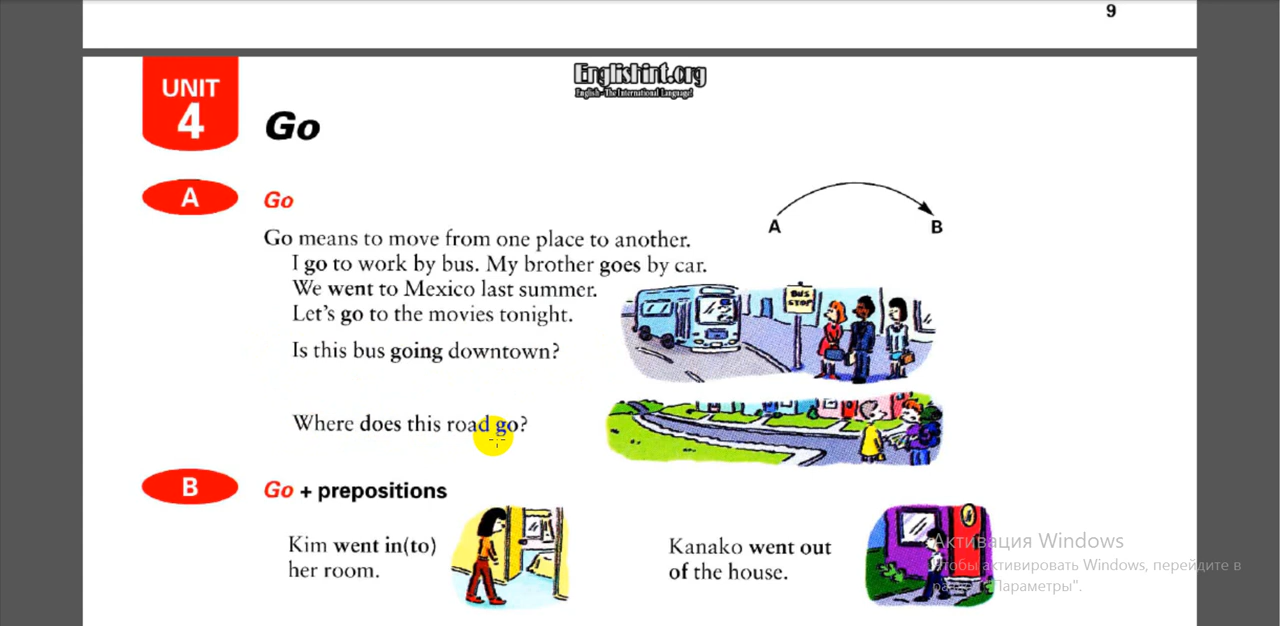 9
UNIT
4
Go
Englishint.org
English - The International Language!
A
Go
A
B
Go means to move from one place to another.
I go to work by bus. My brother goes by car.
We went to Mexico last summer.
Let's go to the movies tonight.
BUS
STOP
Is this bus going downtown?
Where does this road go?
B
Go + prepositions
Kim went in(to)
her room.
Kanako went out
of the house.
Активация Windows
Чтобы активировать Windows, перейдите в
"Параметры".